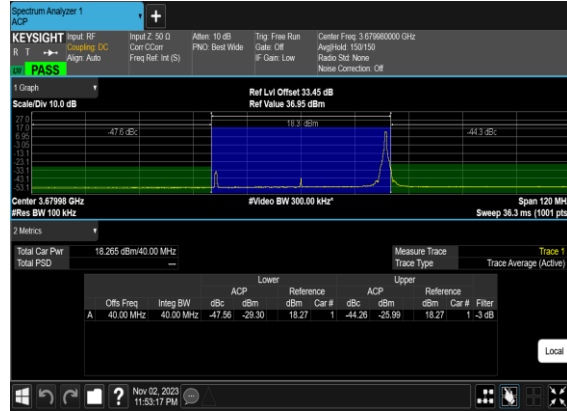 Spectrum Analyzer 1
ACP
+
KEYSIGHT
R T
LW PASS
Input: RF
Coupling: DC
Align: Auto
Input Z: 50 Ω
Corr CCorr
Freq Ref: Int (S)
Atten: 10 dB
PNO: Best Wide
Trig: Free Run
Gate: Off
IF Gain: Low
Center Freq: 3.679980000 GHz
Avg|Hold: 150/150
Radio Std: None
Noise Correction: Off
1 Graph
Scale/Div 10.0 dB
Ref Lvl Offset 33.45 dB
Ref Value 36.95 dBm
27.0
17.0
6.95
-3.05
-13.1
-23.1
-33.1
-43.1
-53.1
-47.6 dBc
18.3 dBm
-44.3 dBc
Center 3.67998 GHz
#Video BW 300.00 kHz*
Span 120 MH
#Res BW 100 kHz
Sweep 36.3 ms (1001 pts
2 Metrics
Total Car Pwr 18.265 dBm/40.00 MHz
Total PSD ---
Measure Trace Trace 1
Trace Type Trace Average (Active)
Lower Upper
ACP Reference ACP Reference
Offs Freq Integ BW dBc dBm dBm Car # dBc dBm dBm Car # Filter
A 40.00 MHz 40.00 MHz -47.56 -29.30 18.27 1 -44.26 -25.99 18.27 1 -3 dB
Local
?
Nov 02, 2023
11:53:17 PM